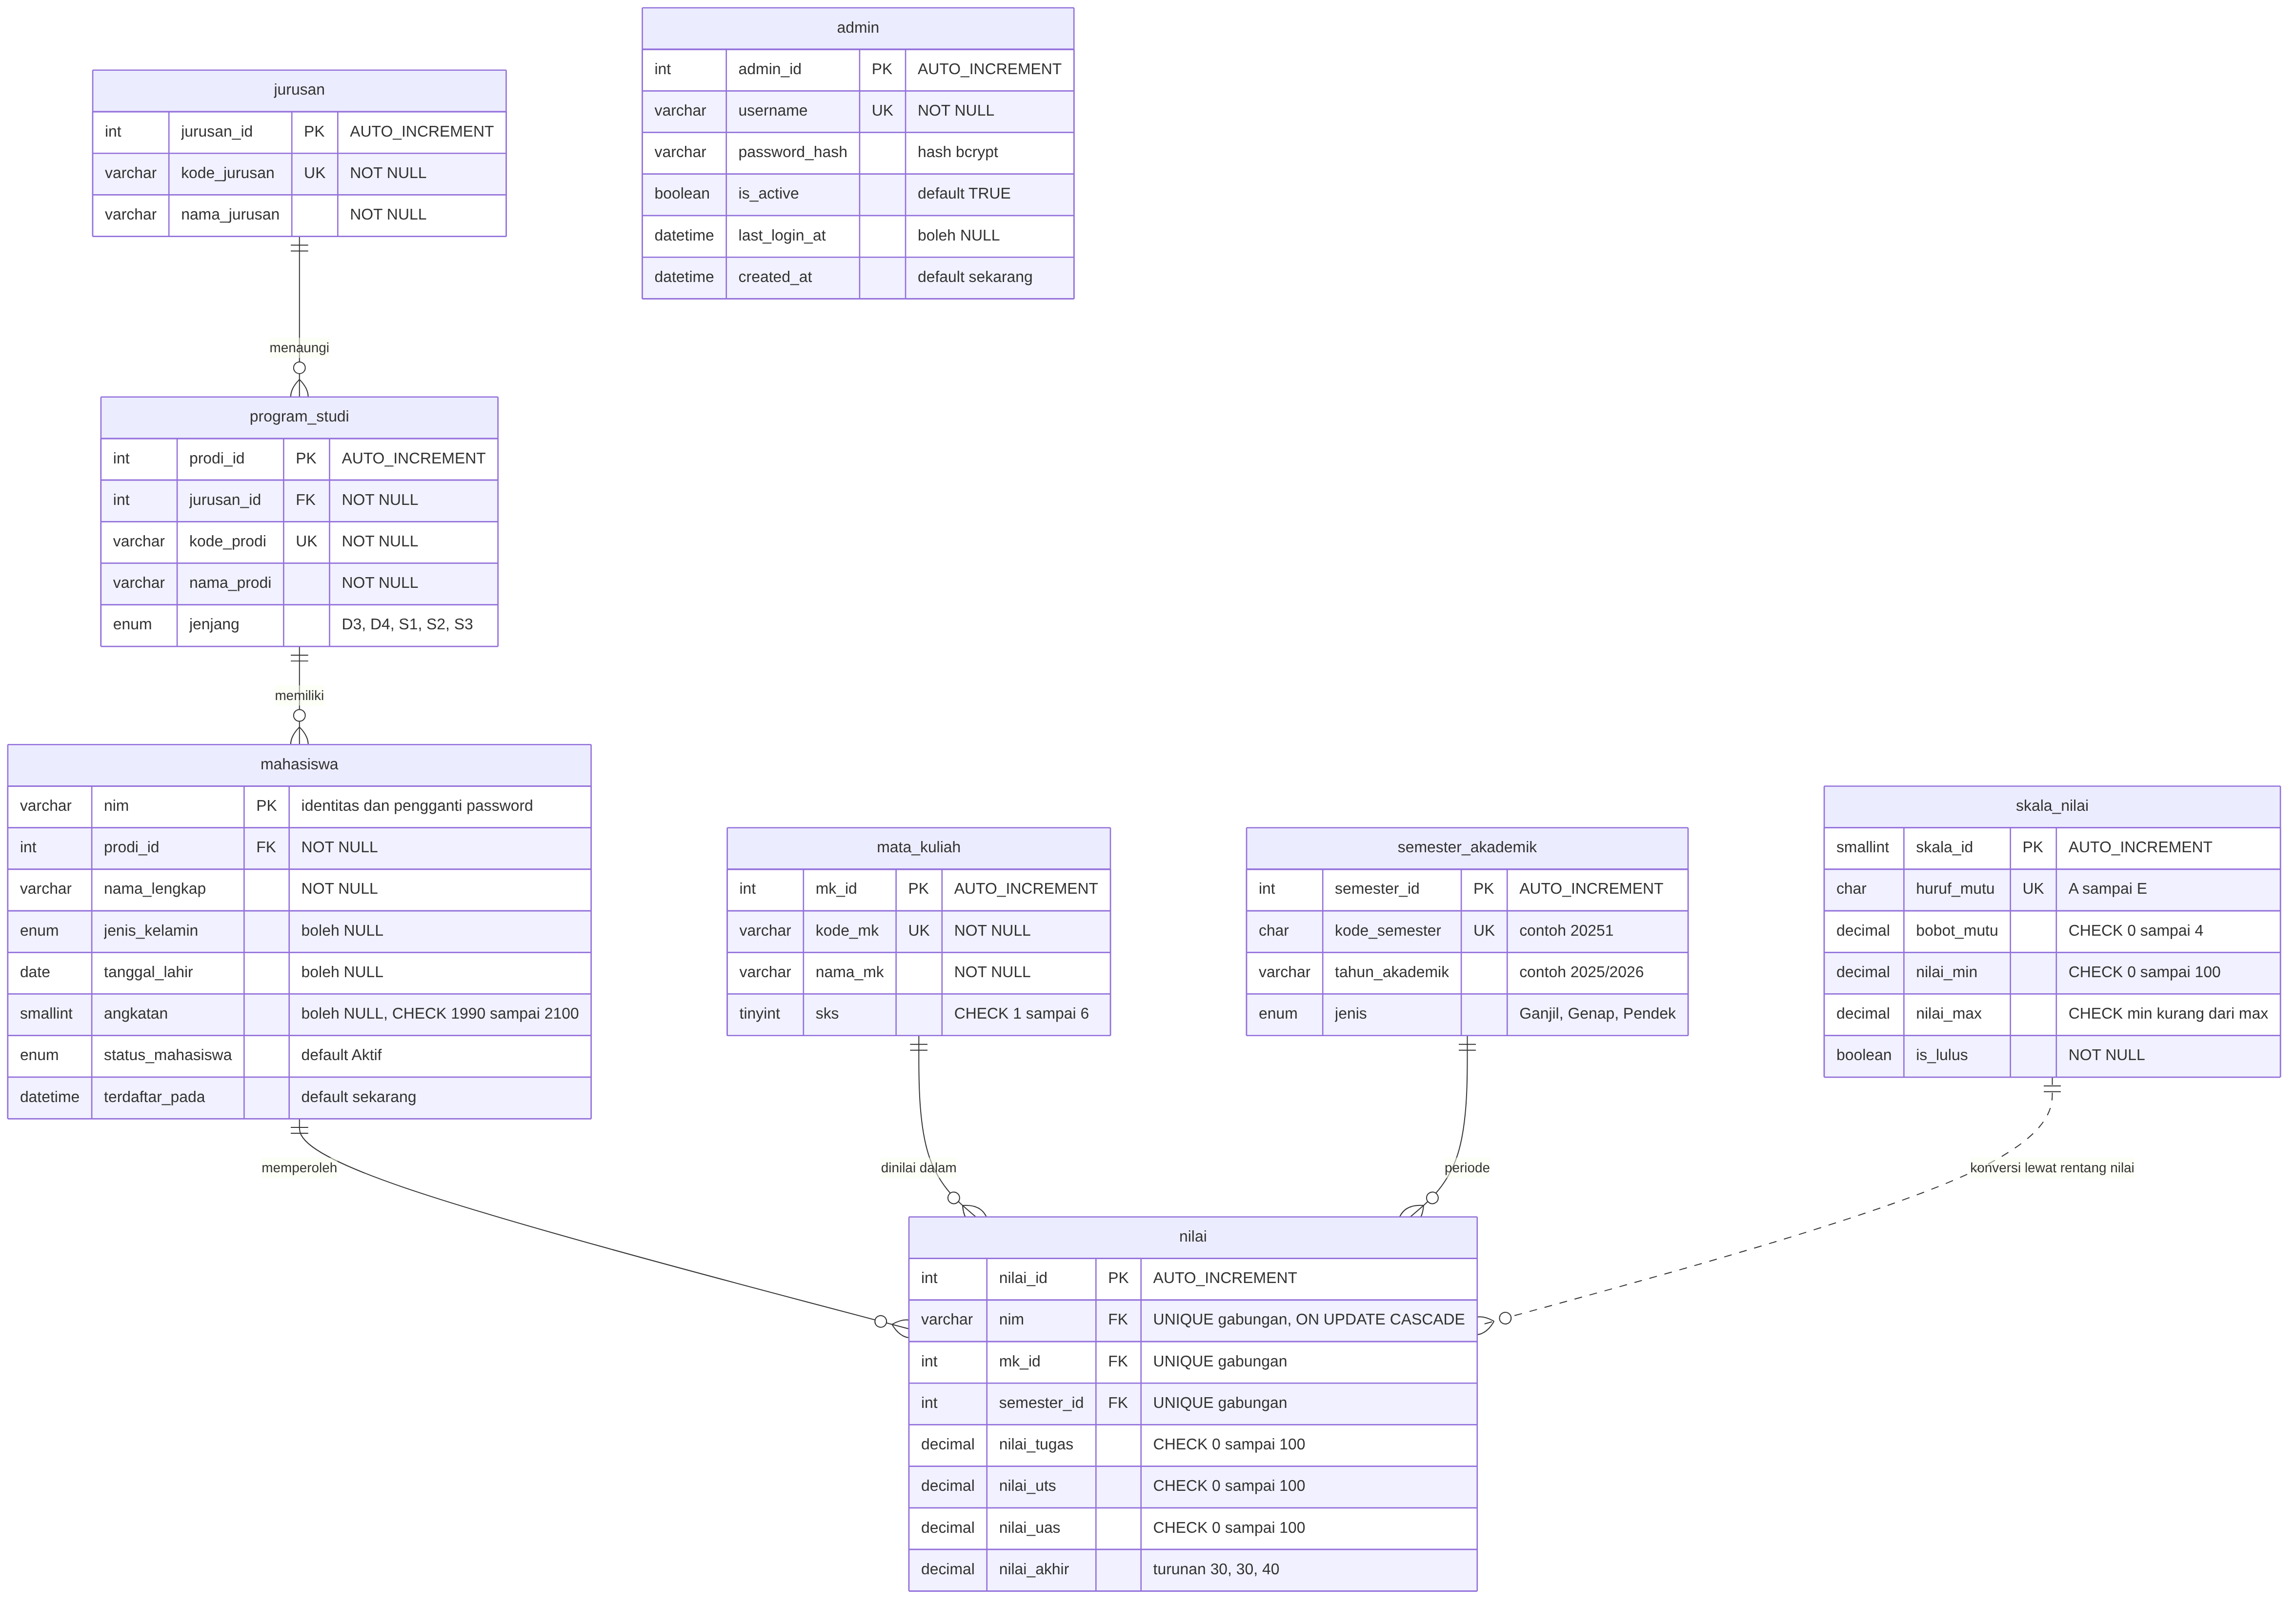 admin
int admin_id PK AUTO_INCREMENT
varchar username UK NOT NULL
varchar password_hash hash bcrypt
boolean is_active default TRUE
datetime last_login_at boleh NULL
datetime created_at default sekarang
jurusan
int jurusan_id PK AUTO_INCREMENT
varchar kode_jurusan UK NOT NULL
varchar nama_jurusan NOT NULL
menaungi
program_studi
int prodi_id PK AUTO_INCREMENT
int jurusan_id FK NOT NULL
varchar kode_prodi UK NOT NULL
varchar nama_prodi NOT NULL
enum jenjang D3, D4, S1, S2, S3
memiliki
mahasiswa
varchar nim PK identitas dan pengganti password
int prodi_id FK NOT NULL
varchar nama_lengkap NOT NULL
enum jenis_kelamin boleh NULL
date tanggal_lahir boleh NULL
smallint angkatan boleh NULL, CHECK 1990 sampai 2100
enum status_mahasiswa default Aktif
datetime terdaftar_pada default sekarang
mata_kuliah
int mk_id PK AUTO_INCREMENT
varchar kode_mk UK NOT NULL
varchar nama_mk NOT NULL
tinyint sks CHECK 1 sampai 6
semester_akademik
int semester_id PK AUTO_INCREMENT
char kode_semester UK contoh 20251
varchar tahun_akademik contoh 2025/2026
enum jenis Ganjil, Genap, Pendek
skala_nilai
smallint skala_id PK AUTO_INCREMENT
char huruf_mutu UK A sampai E
decimal bobot_mutu CHECK 0 sampai 4
decimal nilai_min CHECK 0 sampai 100
decimal nilai_max CHECK min kurang dari max
boolean is_lulus NOT NULL
memperoleh
dinilai dalam
periode
konversi lewat rentang nilai
nilai
int nilai_id PK AUTO_INCREMENT
varchar nim FK UNIQUE gabungan, ON UPDATE CASCADE
int mk_id FK UNIQUE gabungan
int semester_id FK UNIQUE gabungan
decimal nilai_tugas CHECK 0 sampai 100
decimal nilai_uts CHECK 0 sampai 100
decimal nilai_uas CHECK 0 sampai 100
decimal nilai_akhir turunan 30, 30, 40